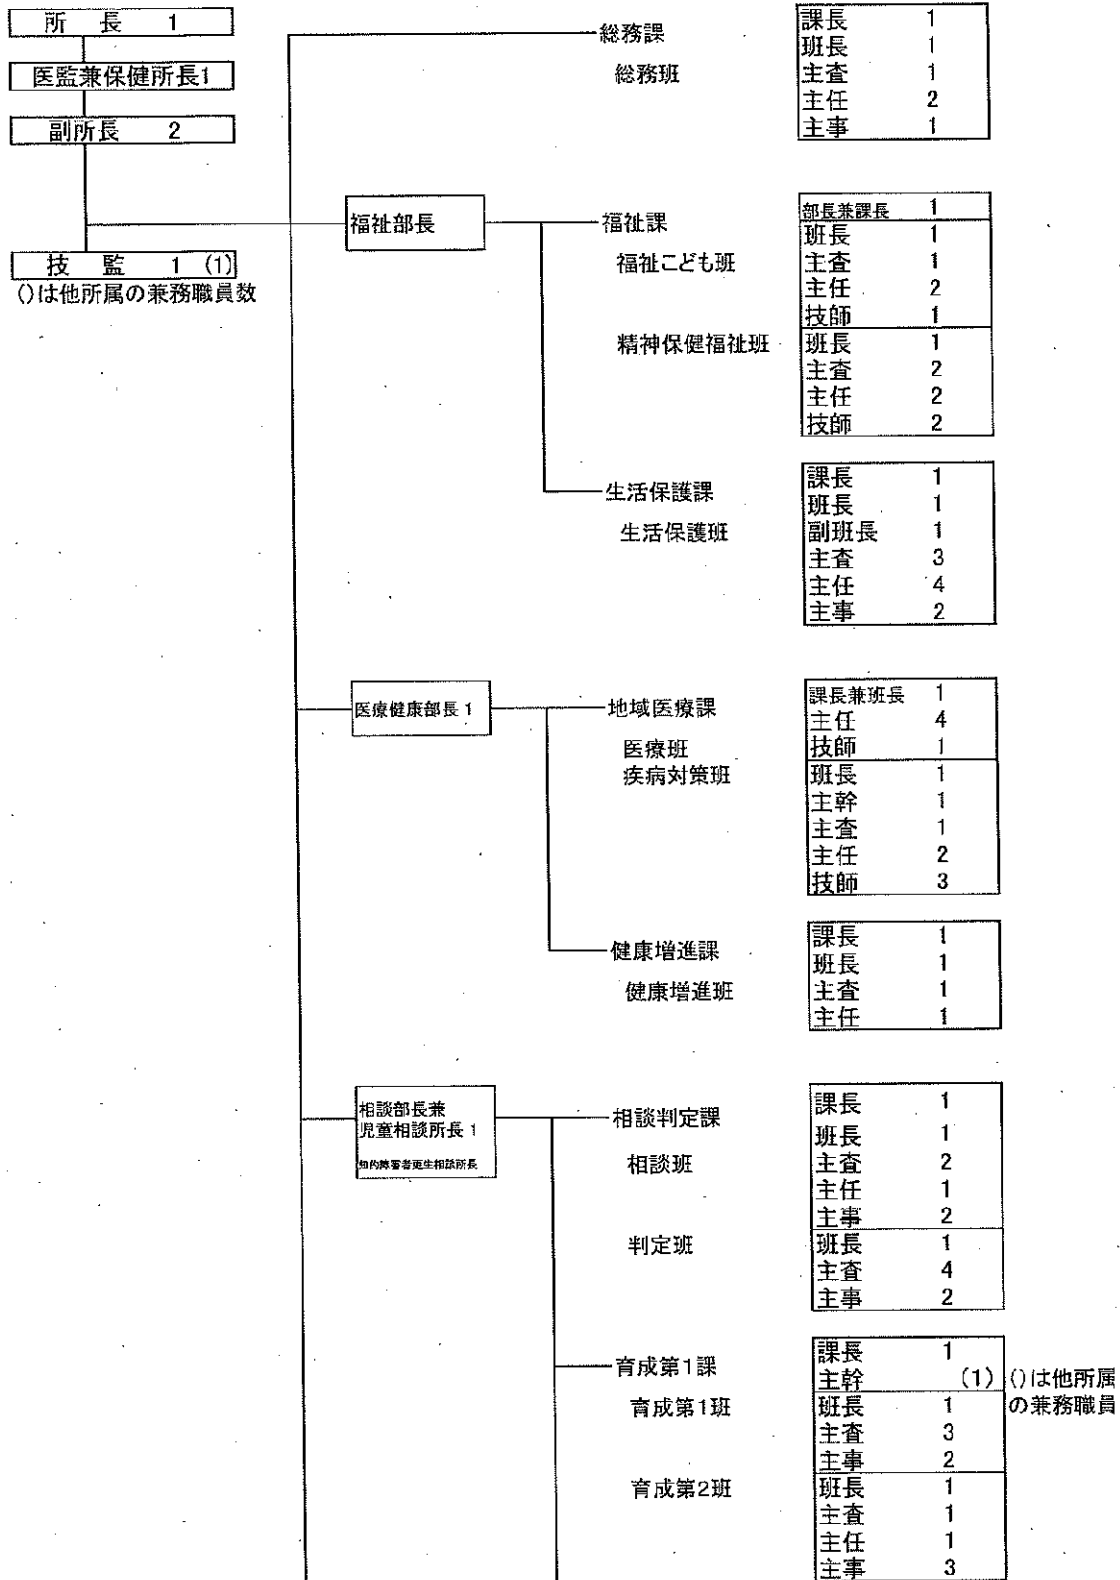 所 長 1
医監兼保健所長1
副所長 2
技 監 1 (1)
()は他所属の兼務職員数
総務課
総務班
課長 1
班長 1
主査 1
主任 2
主事 1
福祉部長
福祉課
福祉こども班
精神保健福祉班
部長兼課長 1
班長 1
主査 1
主任 2
技師 1
班長 1
主査 2
主任 2
技師 2
生活保護課
生活保護班
課長 1
班長 1
副班長 1
主査 3
主任 4
主事 2
医療健康部長 1
地域医療課
医療班
疾病対策班
課長兼班長 1
主任 4
技師 1
班長 1
主幹 1
主査 1
主任 2
技師 3
健康増進課
健康増進班
課長 1
班長 1
主査 1
主任 1
相談部長兼
児童相談所長 1
知的障害者更生相談所長
相談判定課
相談班
判定班
課長 1
班長 1
主査 2
主任 1
主事 2
班長 1
主査 4
主事 2
育成第1課
育成第1班
育成第2班
課長 1
主幹 (1)
班長 1
主査 3
主事 2
班長 1
主査 1
主任 1
主事 3
()は他所属
の兼務職員